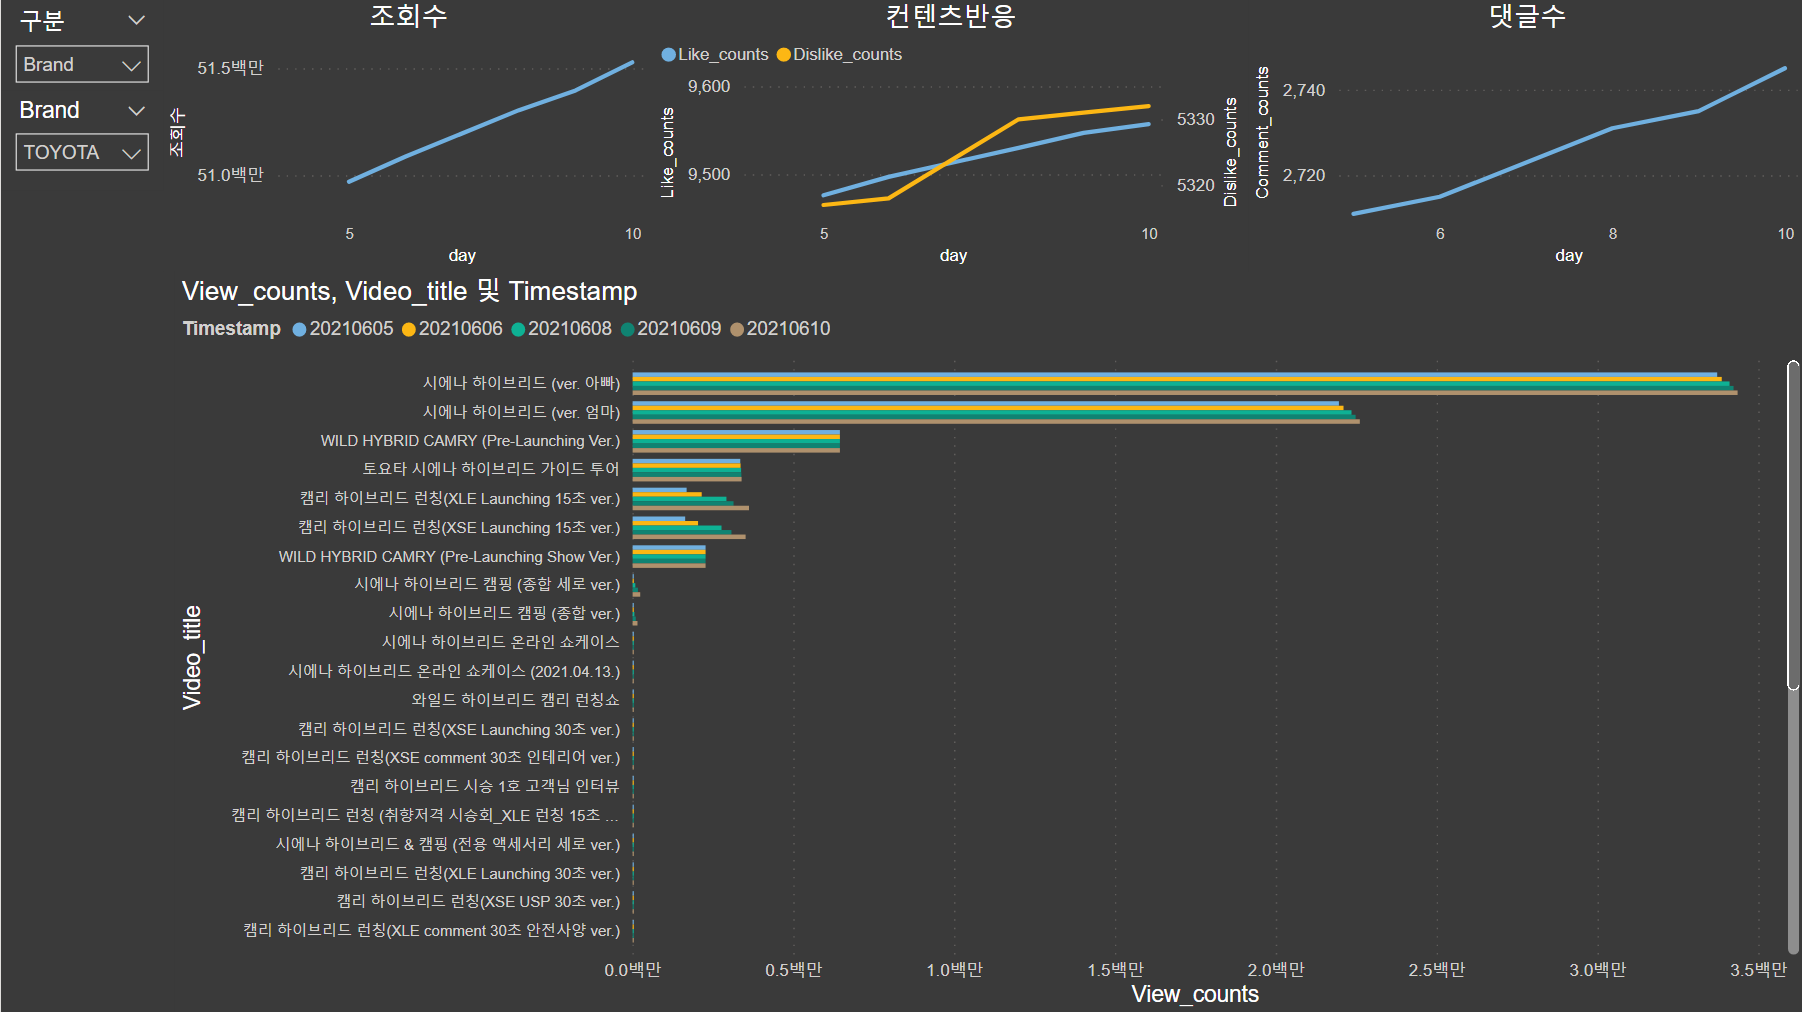 구분
Brand
Brand
TOYOTA
조회수
51.5백만
51.0백만
조회수
5
10
day
컨텐츠반응
Like_counts
Dislike_counts
9,600
9,500
Like_counts
5330
5320
Dislike_counts
5
10
day
댓글수
2,740
2,720
Comment_counts
6
8
10
day
View_counts, Video_title 및 Timestamp
Timestamp
20210605
20210606
20210608
20210609
20210610
시에나 하이브리드 (ver. 아빠)
시에나 하이브리드 (ver. 엄마)
WILD HYBRID CAMRY (Pre-Launching Ver.)
토요타 시에나 하이브리드 가이드 투어
캠리 하이브리드 런칭(XLE Launching 15초 ver.)
캠리 하이브리드 런칭(XSE Launching 15초 ver.)
WILD HYBRID CAMRY (Pre-Launching Show Ver.)
시에나 하이브리드 캠핑 (종합 세로 ver.)
시에나 하이브리드 캠핑 (종합 ver.)
시에나 하이브리드 온라인 쇼케이스
시에나 하이브리드 온라인 쇼케이스 (2021.04.13.)
와일드 하이브리드 캠리 런칭쇼
캠리 하이브리드 런칭(XSE Launching 30초 ver.)
캠리 하이브리드 런칭(XSE comment 30초 인테리어 ver.)
캠리 하이브리드 시승 1호 고객님 인터뷰
캠리 하이브리드 런칭 (취향저격 시승회_XLE 런칭 15초 ...
시에나 하이브리드 & 캠핑 (전용 액세서리 세로 ver.)
캠리 하이브리드 런칭(XLE Launching 30초 ver.)
캠리 하이브리드 런칭(XSE USP 30초 ver.)
캠리 하이브리드 런칭(XLE comment 30초 안전사양 ver.)
Video_title
0.0백만
0.5백만
1.0백만
1.5백만
2.0백만
2.5백만
3.0백만
3.5백만
View_counts